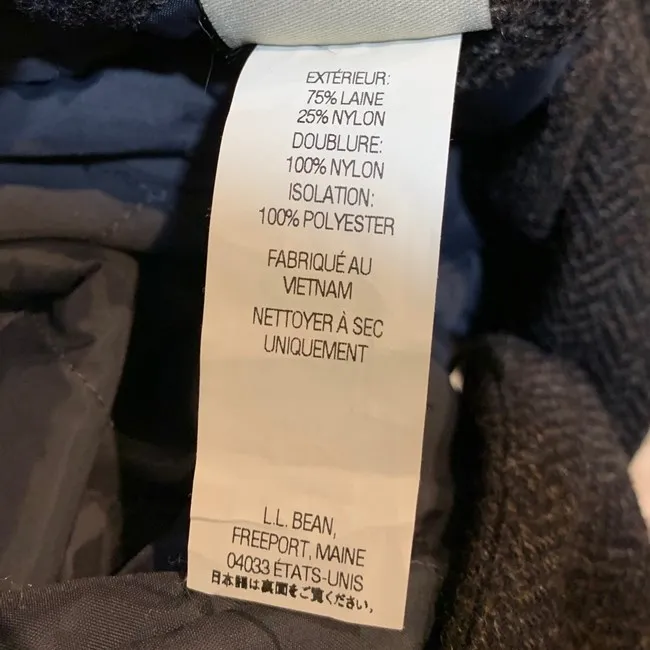 EXTÉRIEUR:
75% LAINE
25% NYLON
DOUBLURE:
100% NYLON
ISOLATION:
100% POLYESTER
FABRIQUÉ AU
VIETNAM
NETTOYER À SEC
UNIQUEMENT
L.L. BEAN,
FREEPORT, MAINE
04033 ÉTATS-UNIS
日本語は裏面をご覧ください。